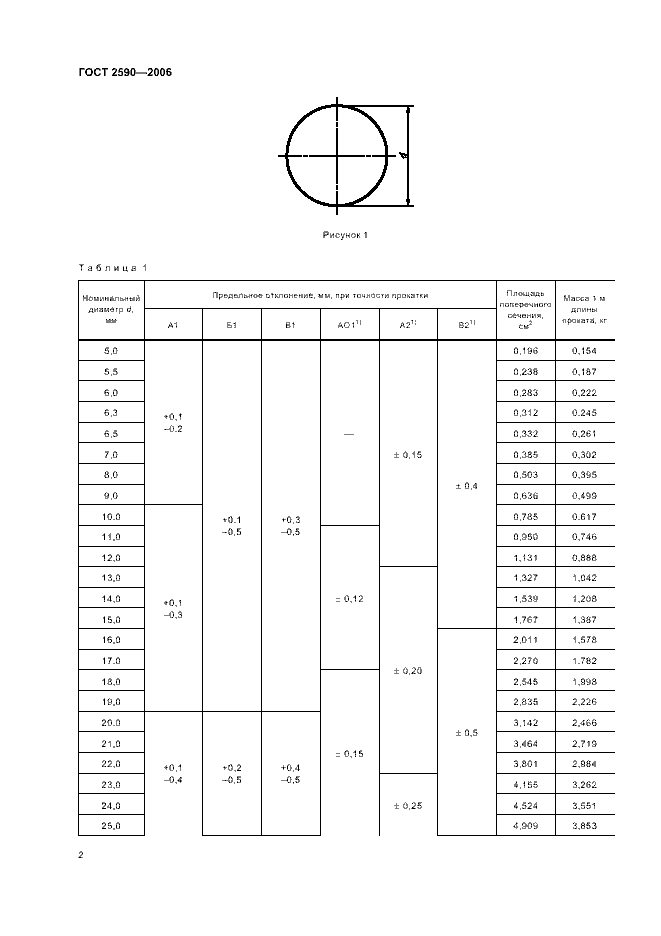 ГОСТ 2590—2006
d
Рисунок 1
Таблица 1
Номинальный диаметр d, мм
Предельное отклонение, мм, при точности прокатки
Площадь поперечного сечения, см²
Масса 1 м длины проката, кг
А1 Б1 В1 АО1¹⁾ А2¹⁾ В2¹⁾
5,0 0,196 0,154
5,5 0,238 0,187
6,0 0,283 0,222
6,3 0,312 0.245
+0,1
–0.2
6,5 0,332 0,261
—
7,0 0,385 0,302
± 0,15
8,0 0,503 0,395
± 0,4
9,0 0,636 0,499
10.0 0,785 0.617
+0.1 +0,3
–0,5 –0,5
11,0 0,950 0,746
12,0 1,131 0,888
13,0 1,327 1,042
± 0,12
14,0 1,539 1,208
+0,1
–0,3
15,0 1,767 1,387
16,0 2,011 1,578
17.0 2,270 1.782
± 0,20
18,0 2,545 1,998
19,0 2,835 2,226
20.0 3,142 2,466
± 0,5
21,0 3,464 2,719
± 0,15
22,0 3,801 2,984
+0,1 +0,2 +0,4
–0,4 –0,5 –0,5
23,0 4,155 3,262
24,0 4,524 3,551
± 0,25
25,0 4,909 3,853
2